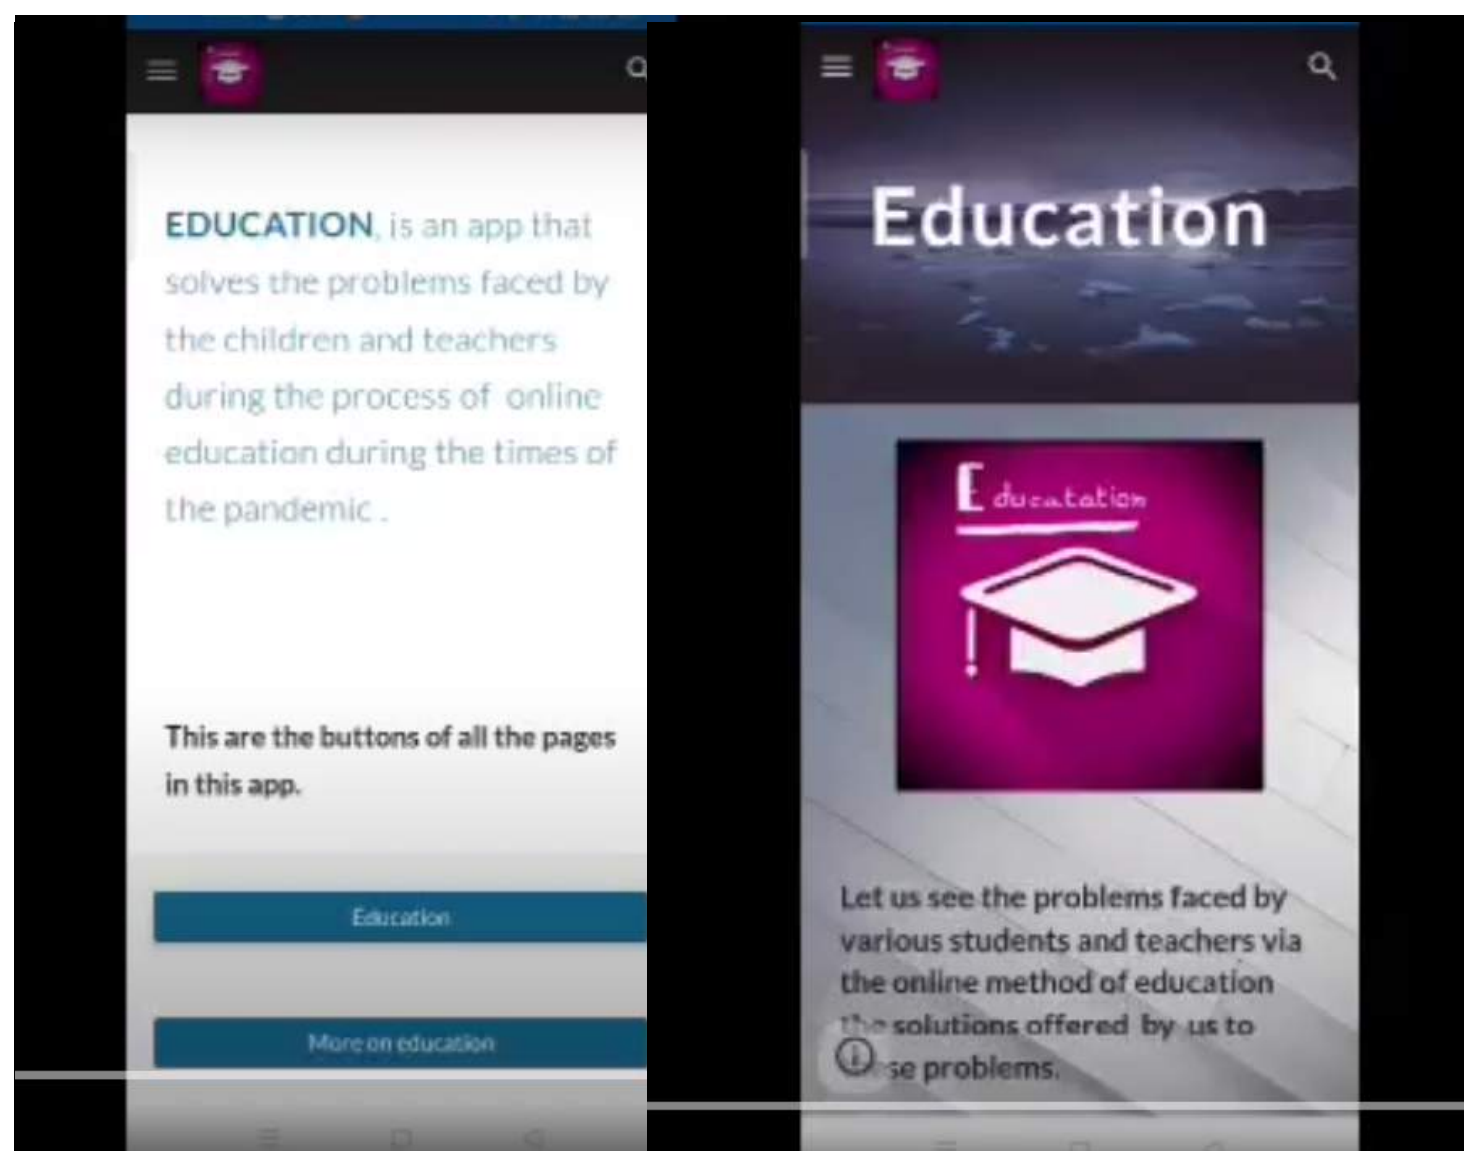 EDUCATION, is an app that
solves the problems faced by
the children and teachers
during the process of online
education during the times of
the pandemic .
This are the buttons of all the pages
in this app.
Education
More on education
Education
Educatation
Let us see the problems faced by
various students and teachers via
the online method of education
the solutions offered by us to
se problems.